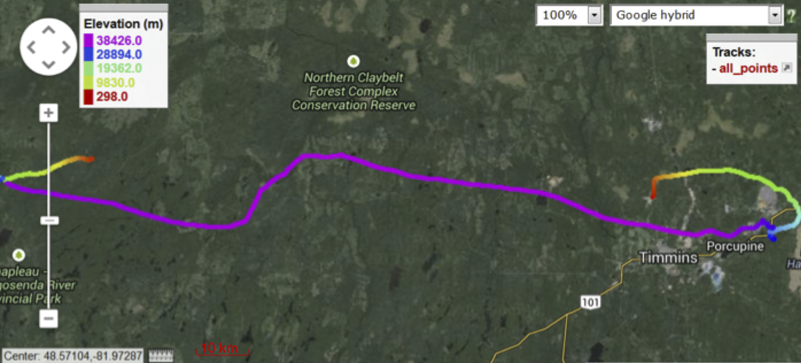 Elevation (m)
38426.0
28894.0
19362.0
9830.0
298.0
100%
Google hybrid
?
Tracks:
- all_points
Northern Claybelt
Forest Complex
Conservation Reserve
+
−
apleau -
gosenda River
vincial Park
Timmins
Porcupine
Ha
101
10 km
Center: 48.57104,-81.97287